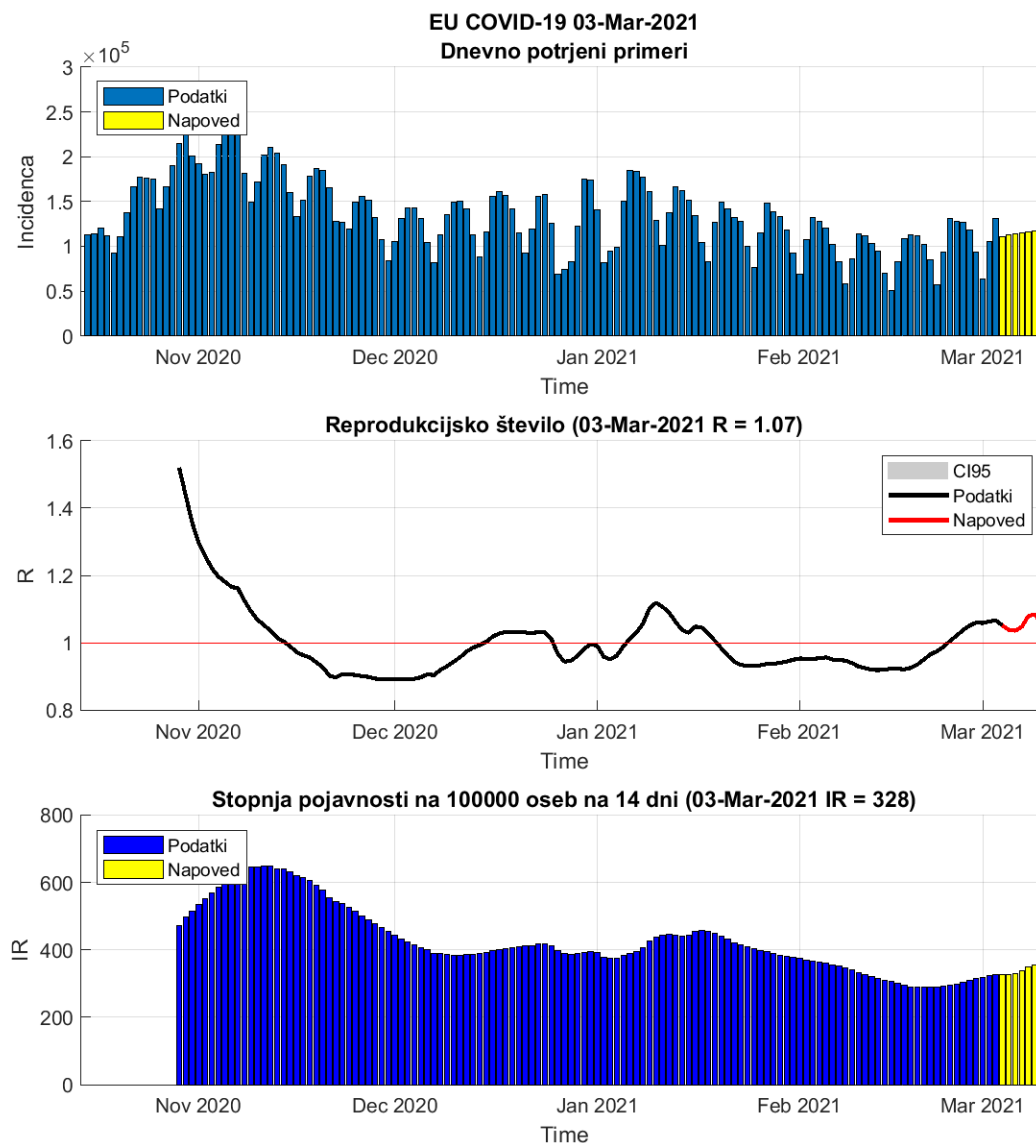 EU COVID-19 03-Mar-2021
Dnevno potrjeni primeri
×10^5
3
2.5
2
1.5
1
0.5
0
Incidenca
Podatki
Napoved
Nov 2020
Dec 2020
Jan 2021
Feb 2021
Mar 2021
Time
Reprodukcijsko število (03-Mar-2021 R = 1.07)
1.6
1.4
1.2
1
0.8
R
CI95
Podatki
Napoved
Nov 2020
Dec 2020
Jan 2021
Feb 2021
Mar 2021
Time
Stopnja pojavnosti na 100000 oseb na 14 dni (03-Mar-2021 IR = 328)
800
600
400
200
0
IR
Podatki
Napoved
Nov 2020
Dec 2020
Jan 2021
Feb 2021
Mar 2021
Time